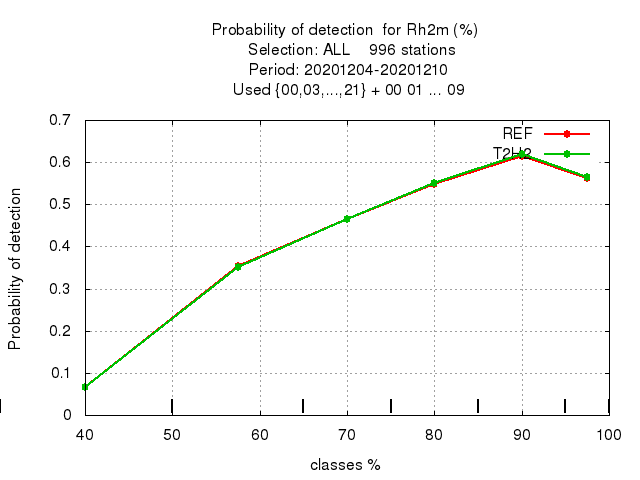 Probability of detection  for Rh2m (%)
Selection: ALL    996 stations
Period: 20201204-20201210
Used {00,03,...,21} + 00 01 ... 09
0.7
0.6
0.5
0.4
0.3
0.2
0.1
0
REF
T2H2
Probability of detection
40 50 60 70 80 90 100
classes %